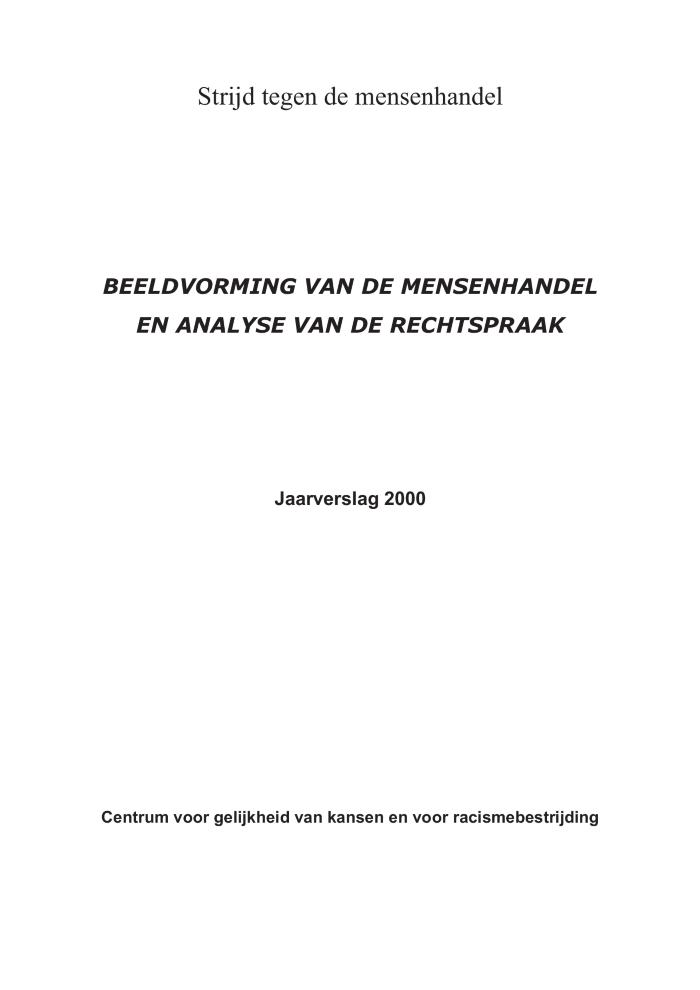 Strijd tegen de mensenhandel
BEELDVORMING VAN DE MENSENHANDEL
EN ANALYSE VAN DE RECHTSPRAAK
Jaarverslag 2000
Centrum voor gelijkheid van kansen en voor racismebestrijding